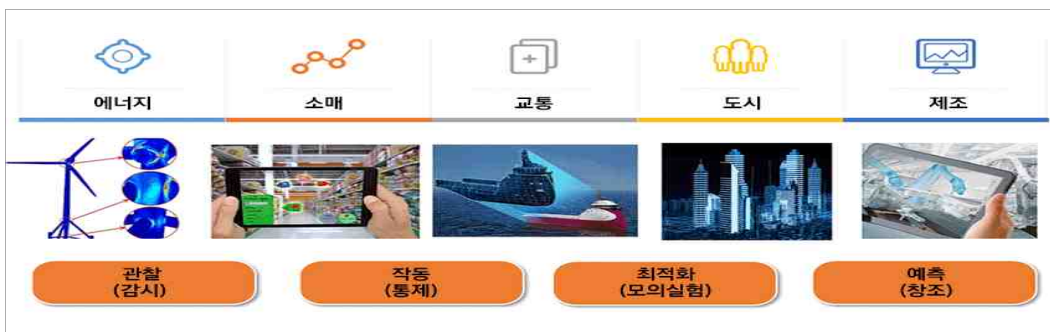 에너지
소매
교통
도시
제조
관찰
(감시)
작동
(통제)
최적화
(모의실험)
예측
(창조)